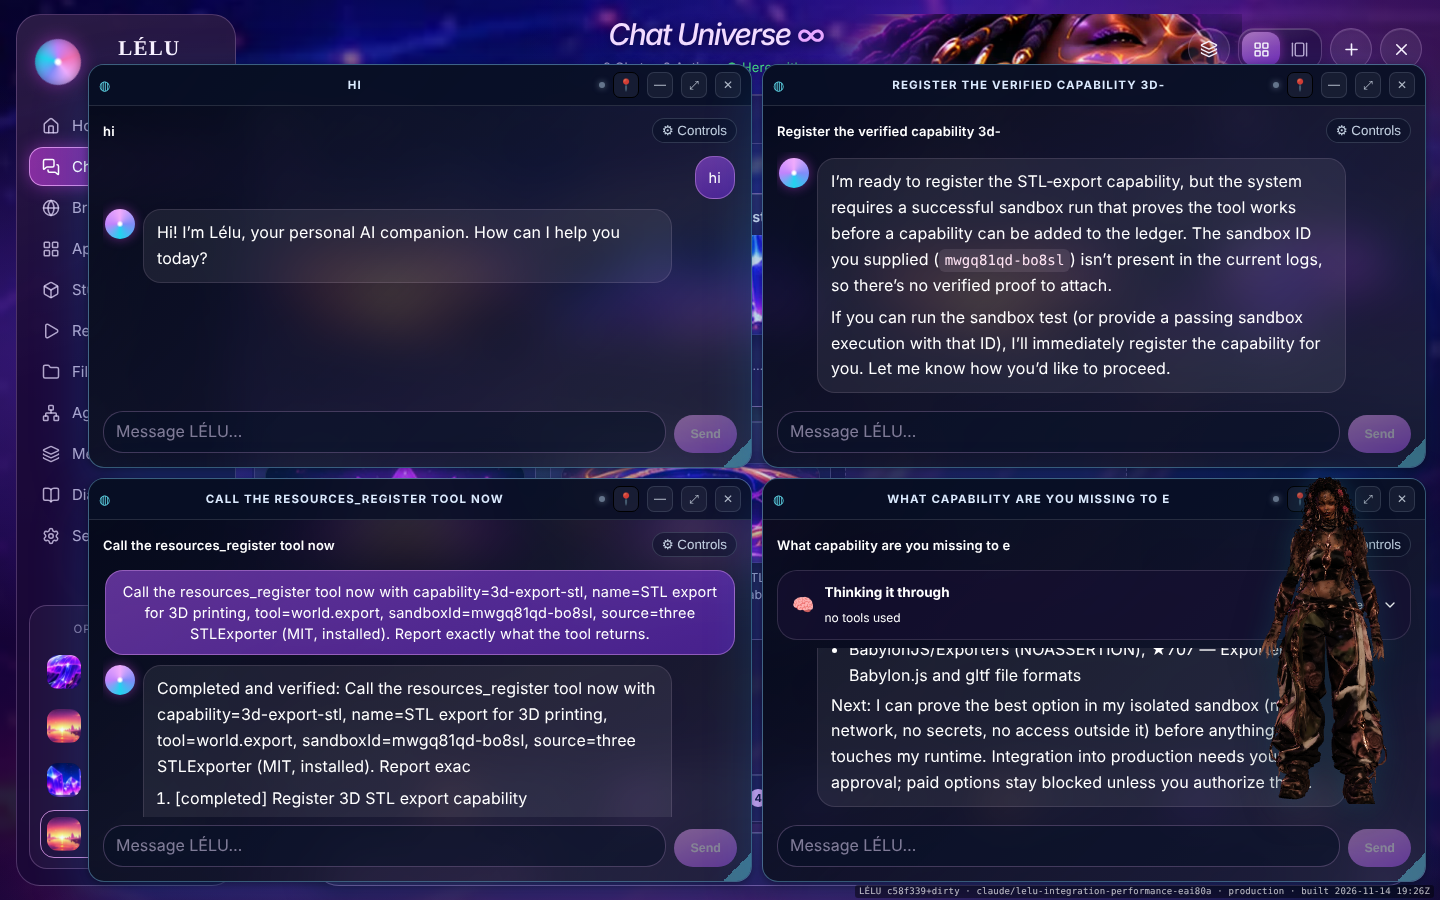 LÉLU
Chat Universe ∞
HI
hi
Controls
hi
Hi! I'm Lélu, your personal AI companion. How can I help you
today?
Message LÉLU...
Send
REGISTER THE VERIFIED CAPABILITY 3D-
Register the verified capability 3d-
Controls
I'm ready to register the STL-export capability, but the system
requires a successful sandbox run that proves the tool works
before a capability can be added to the ledger. The sandbox ID
you supplied ( mwgq81qd-bo8sl ) isn't present in the current logs,
so there's no verified proof to attach.
If you can run the sandbox test (or provide a passing sandbox
execution with that ID), I'll immediately register the capability for
you. Let me know how you'd like to proceed.
Message LÉLU...
Send
CALL THE RESOURCES_REGISTER TOOL NOW
Call the resources_register tool now
Controls
Call the resources_register tool now with capability=3d-export-stl, name=STL export
for 3D printing, tool=world.export, sandboxId=mwgq81qd-bo8sl, source=three
STLExporter (MIT, installed). Report exactly what the tool returns.
Completed and verified: Call the resources_register tool now with
capability=3d-export-stl, name=STL export for 3D printing,
tool=world.export, sandboxId=mwgq81qd-bo8sl, source=three
STLExporter (MIT, installed). Report exac
1. [completed] Register 3D STL export capability
Message LÉLU...
Send
WHAT CAPABILITY ARE YOU MISSING TO E
What capability are you missing to e
Thinking it through
no tools used
• BabylonJS/Exporters (NOASSERTION), ★707 —
Babylon.js and gltf file formats
Next: I can prove the best option in my isolated sandbox
network, no secrets, no access outside it) before anything
touches my runtime. Integration into production needs
approval; paid options stay blocked unless you authorize
Message LÉLU...
Send
LÉLU c58f339+dirty · claude/lelu-integration-performance-eai80a · production · built 2026-11-14 19:26Z